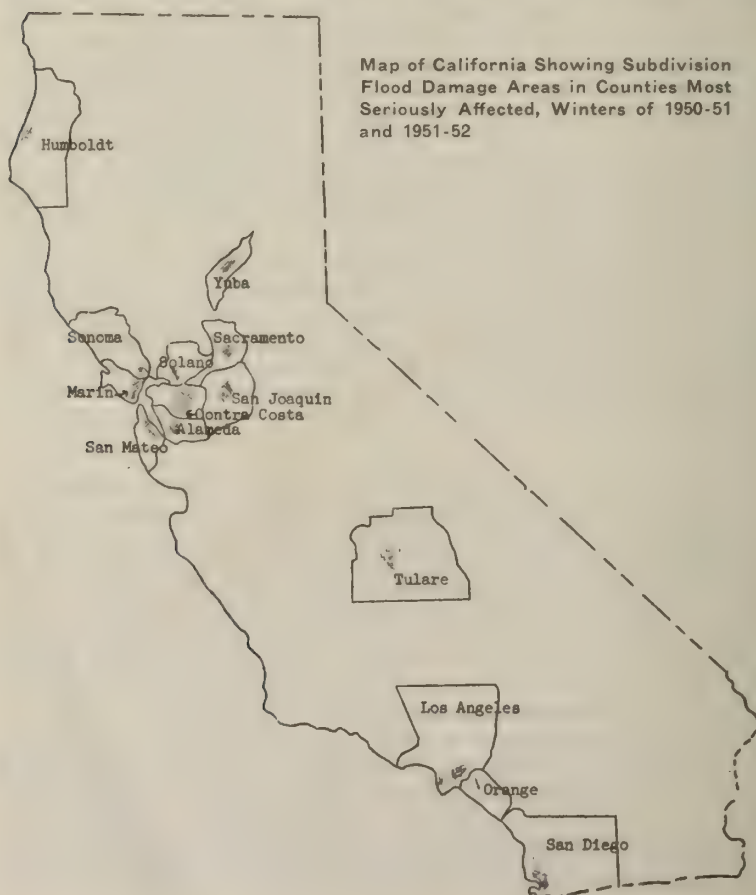 Map of California Showing Subdivision
Flood Damage Areas in Counties Most
Seriously Affected, Winters of 1950-51
and 1951-52
Humboldt
Yuba
Sonoma
Sacramento
Solano
Marin
San Joaquin
Contra Costa
Alameda
San Mateo
Tulare
Los Angeles
Orange
San Diego